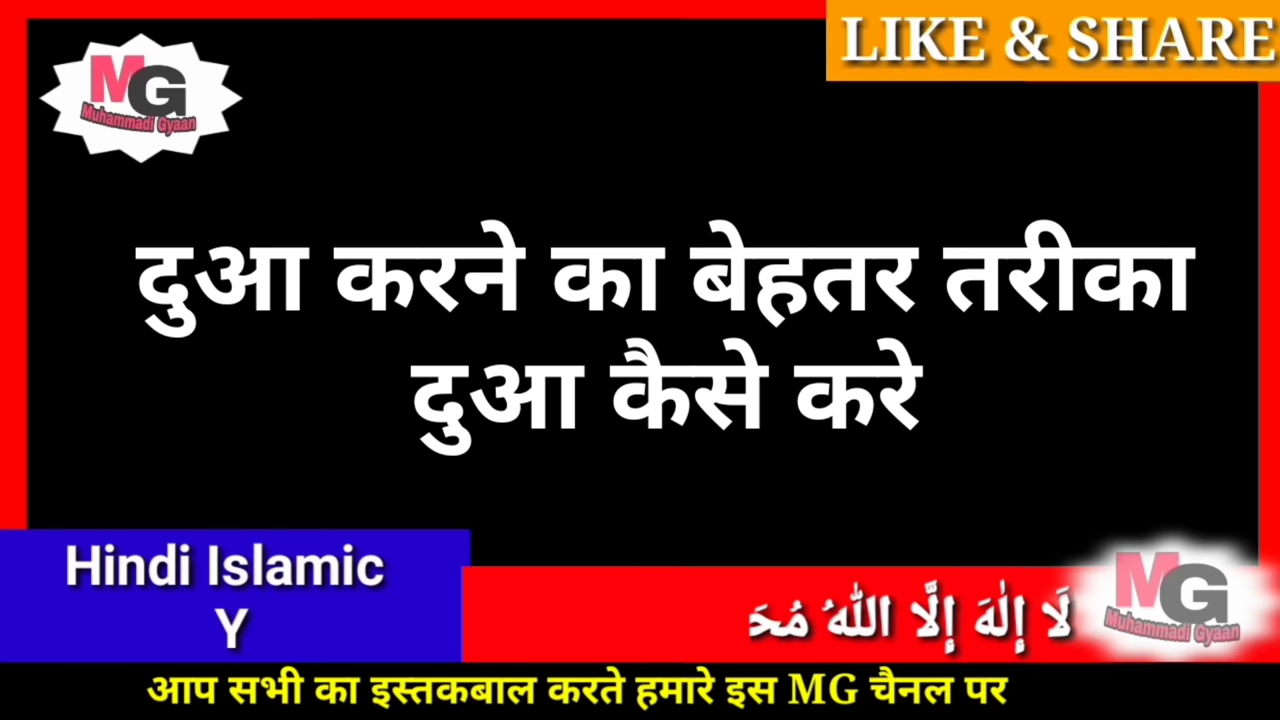 LIKE & SHARE
MG
Muhammadi Gyaan
दुआ करने का बेहतर तरीका
दुआ कैसे करे
Hindi Islamic
Y
لَا إِلٰهَ إِلَّا اللّٰهُ مُحَ
MG
Muhammadi Gyaan
आप सभी का इस्तकबाल करते हमारे इस MG चैनल पर